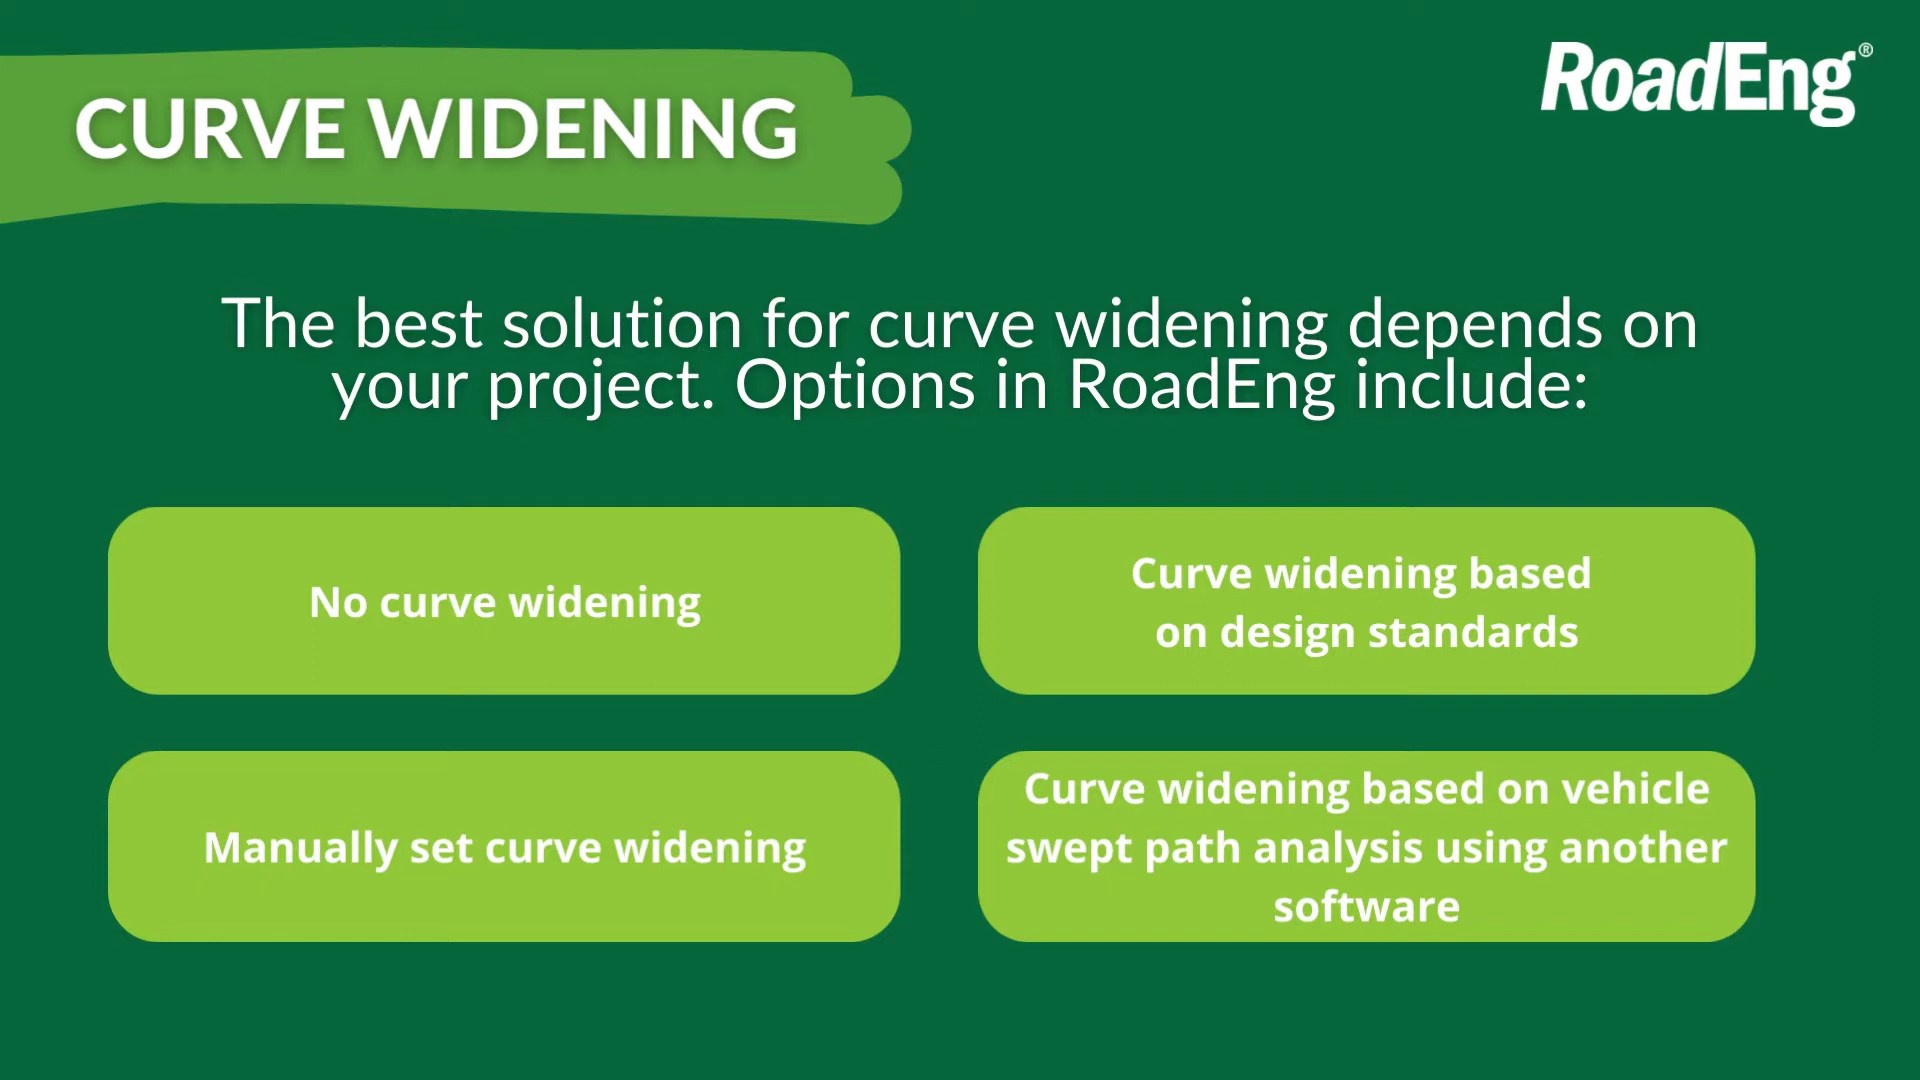 CURVE WIDENING
RoadEng®
The best solution for curve widening depends on
your project. Options in RoadEng include:
No curve widening
Curve widening based
on design standards
Manually set curve widening
Curve widening based on vehicle
swept path analysis using another
software